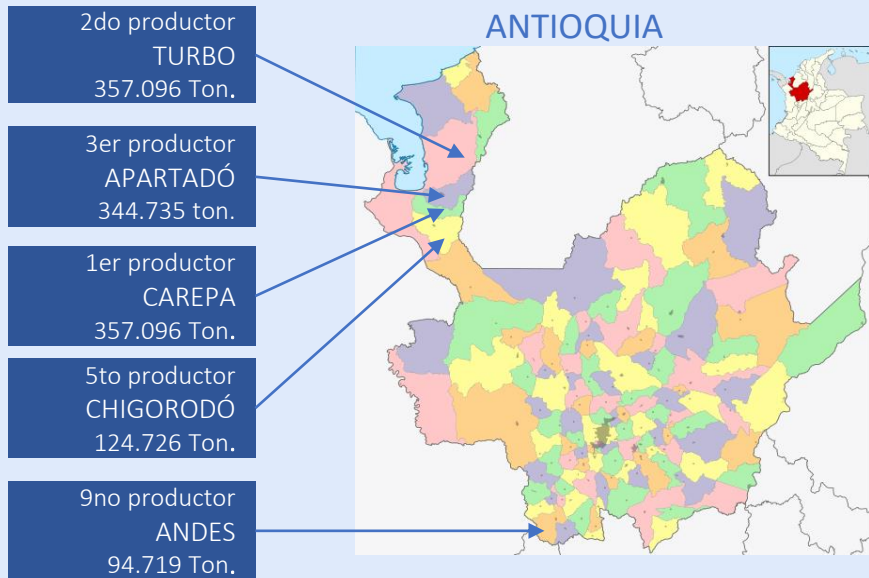 ANTIOQUIA
2do productor
TURBO
357.096 Ton.
3er productor
APARTADÓ
344.735 ton.
1er productor
CAREPA
357.096 Ton.
5to productor
CHIGORODÓ
124.726 Ton.
9no productor
ANDES
94.719 Ton.